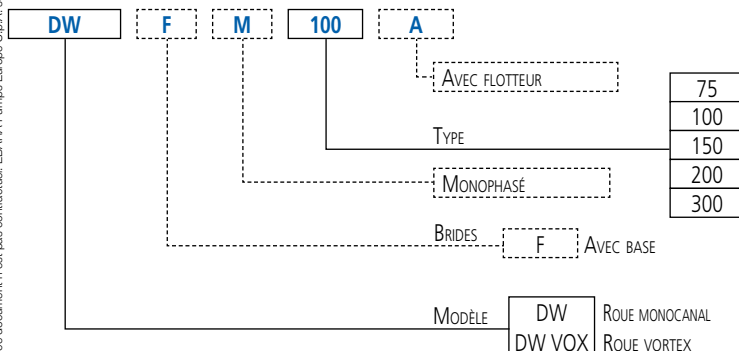 DW F M 100 A
AVEC FLOTTEUR
75
100
TYPE 150
MONOPHASÉ 200
300
BRIDES F AVEC BASE
MODÈLE DW ROUE MONOCANAL
DW VOX ROUE VORTEX